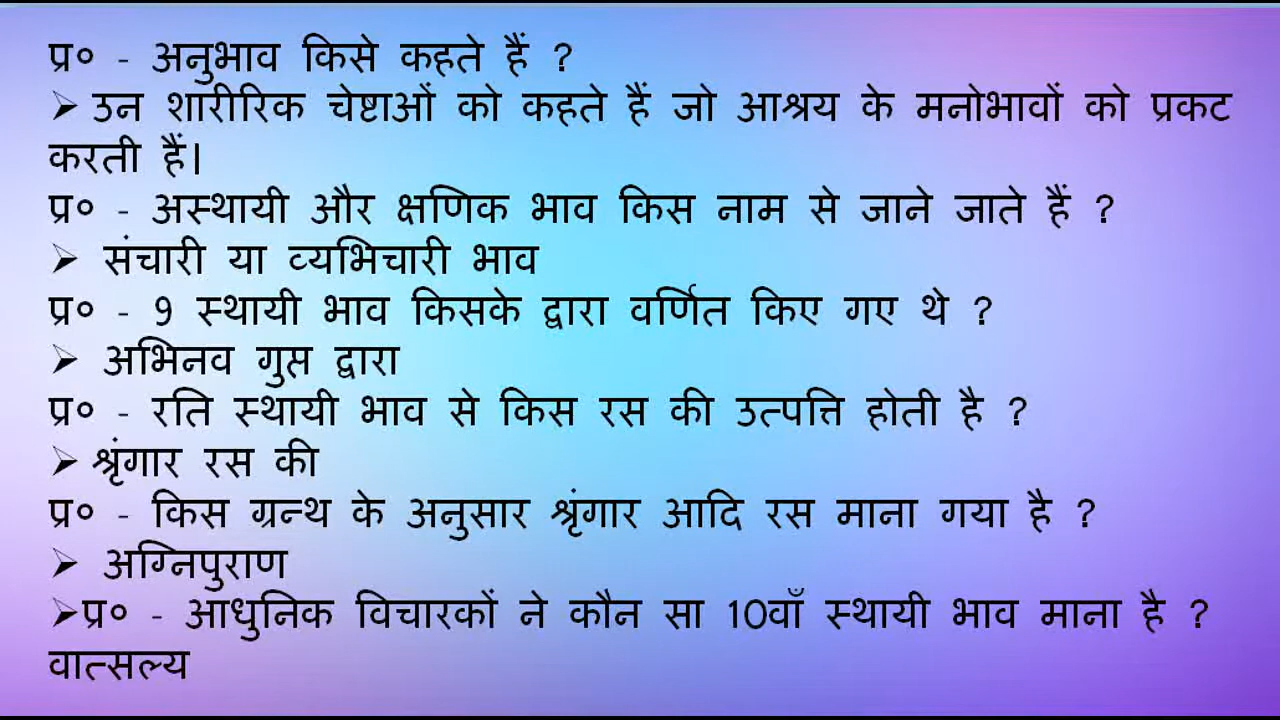 प्र० - अनुभाव किसे कहते हैं ?
➢ उन शारीरिक चेष्टाओं को कहते हैं जो आश्रय के मनोभावों को प्रकट
करती हैं।
प्र० - अस्थायी और क्षणिक भाव किस नाम से जाने जाते हैं ?
➢ संचारी या व्यभिचारी भाव
प्र० - 9 स्थायी भाव किसके द्वारा वर्णित किए गए थे ?
➢ अभिनव गुप्त द्वारा
प्र० - रति स्थायी भाव से किस रस की उत्पत्ति होती है ?
➢ श्रृंगार रस की
प्र० - किस ग्रन्थ के अनुसार श्रृंगार आदि रस माना गया है ?
➢ अग्निपुराण
➢प्र० - आधुनिक विचारकों ने कौन सा 10वाँ स्थायी भाव माना है ?
वात्सल्य